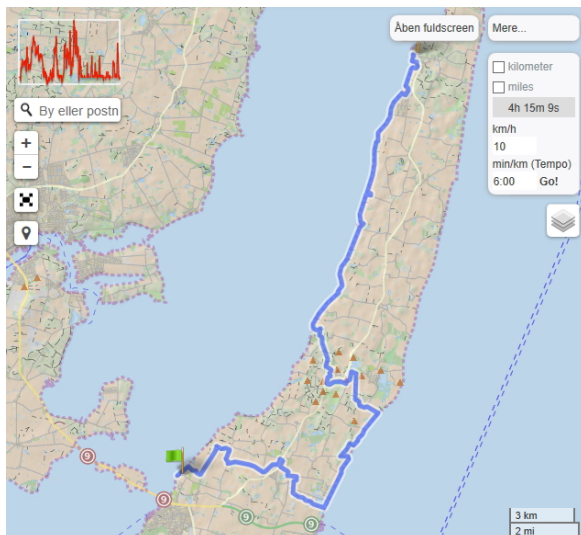 Åben fuldscreen
Mere...
kilometer
miles
4h 15m 9s
km/h
10
min/km (Tempo)
6:00 Go!
By eller postn
+
−
9
9
9
9
3 km
2 mi